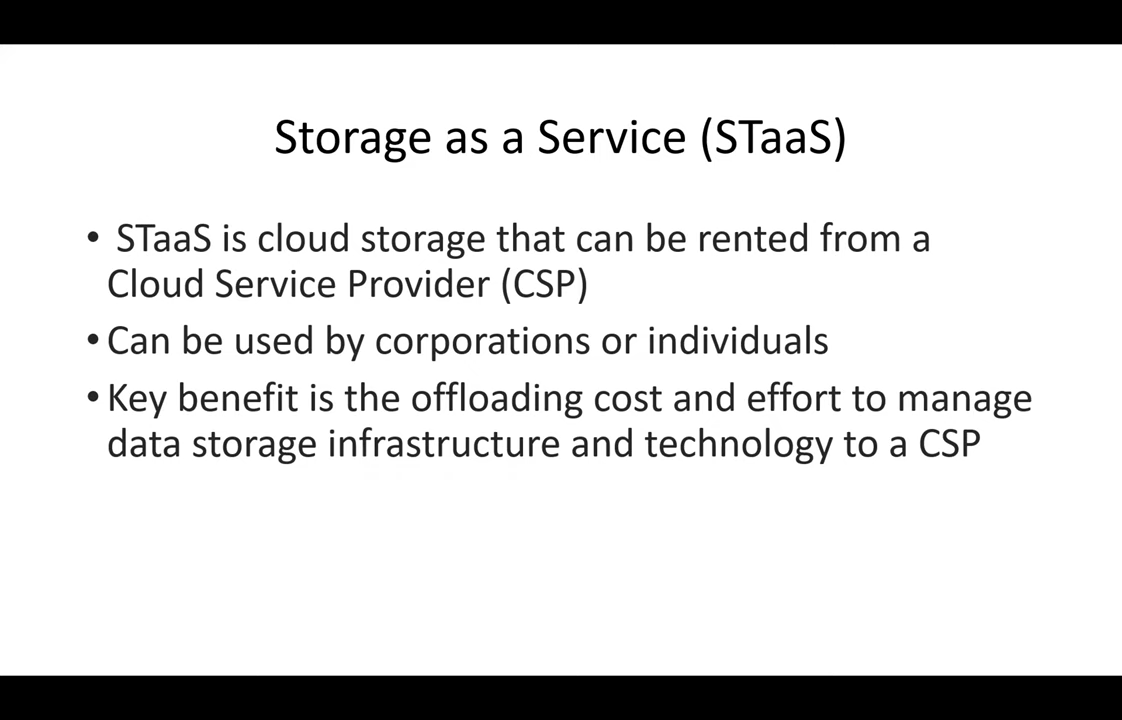 Storage as a Service (STaaS)
• STaaS is cloud storage that can be rented from a
Cloud Service Provider (CSP)
• Can be used by corporations or individuals
• Key benefit is the offloading cost and effort to manage
data storage infrastructure and technology to a CSP